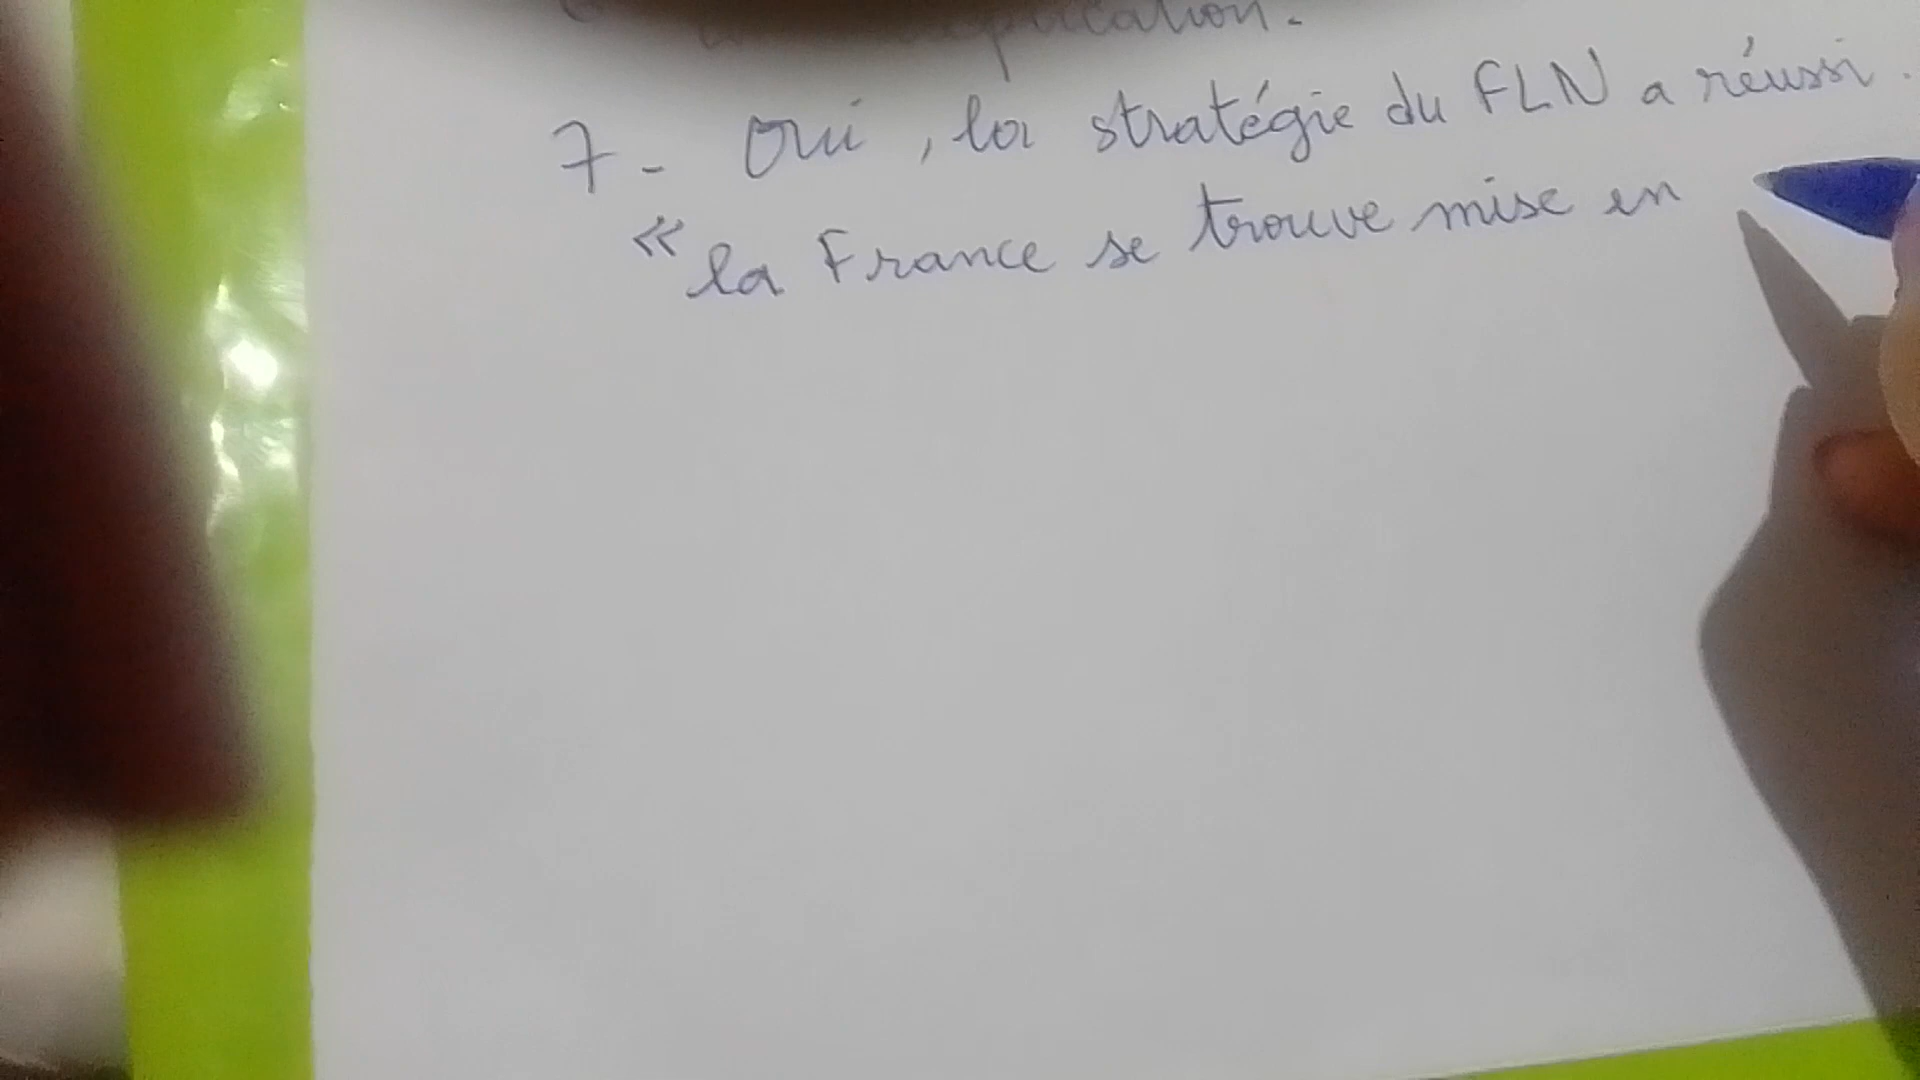 7- Oui, la stratégie du FLN a réussi.
« la France se trouve mise en